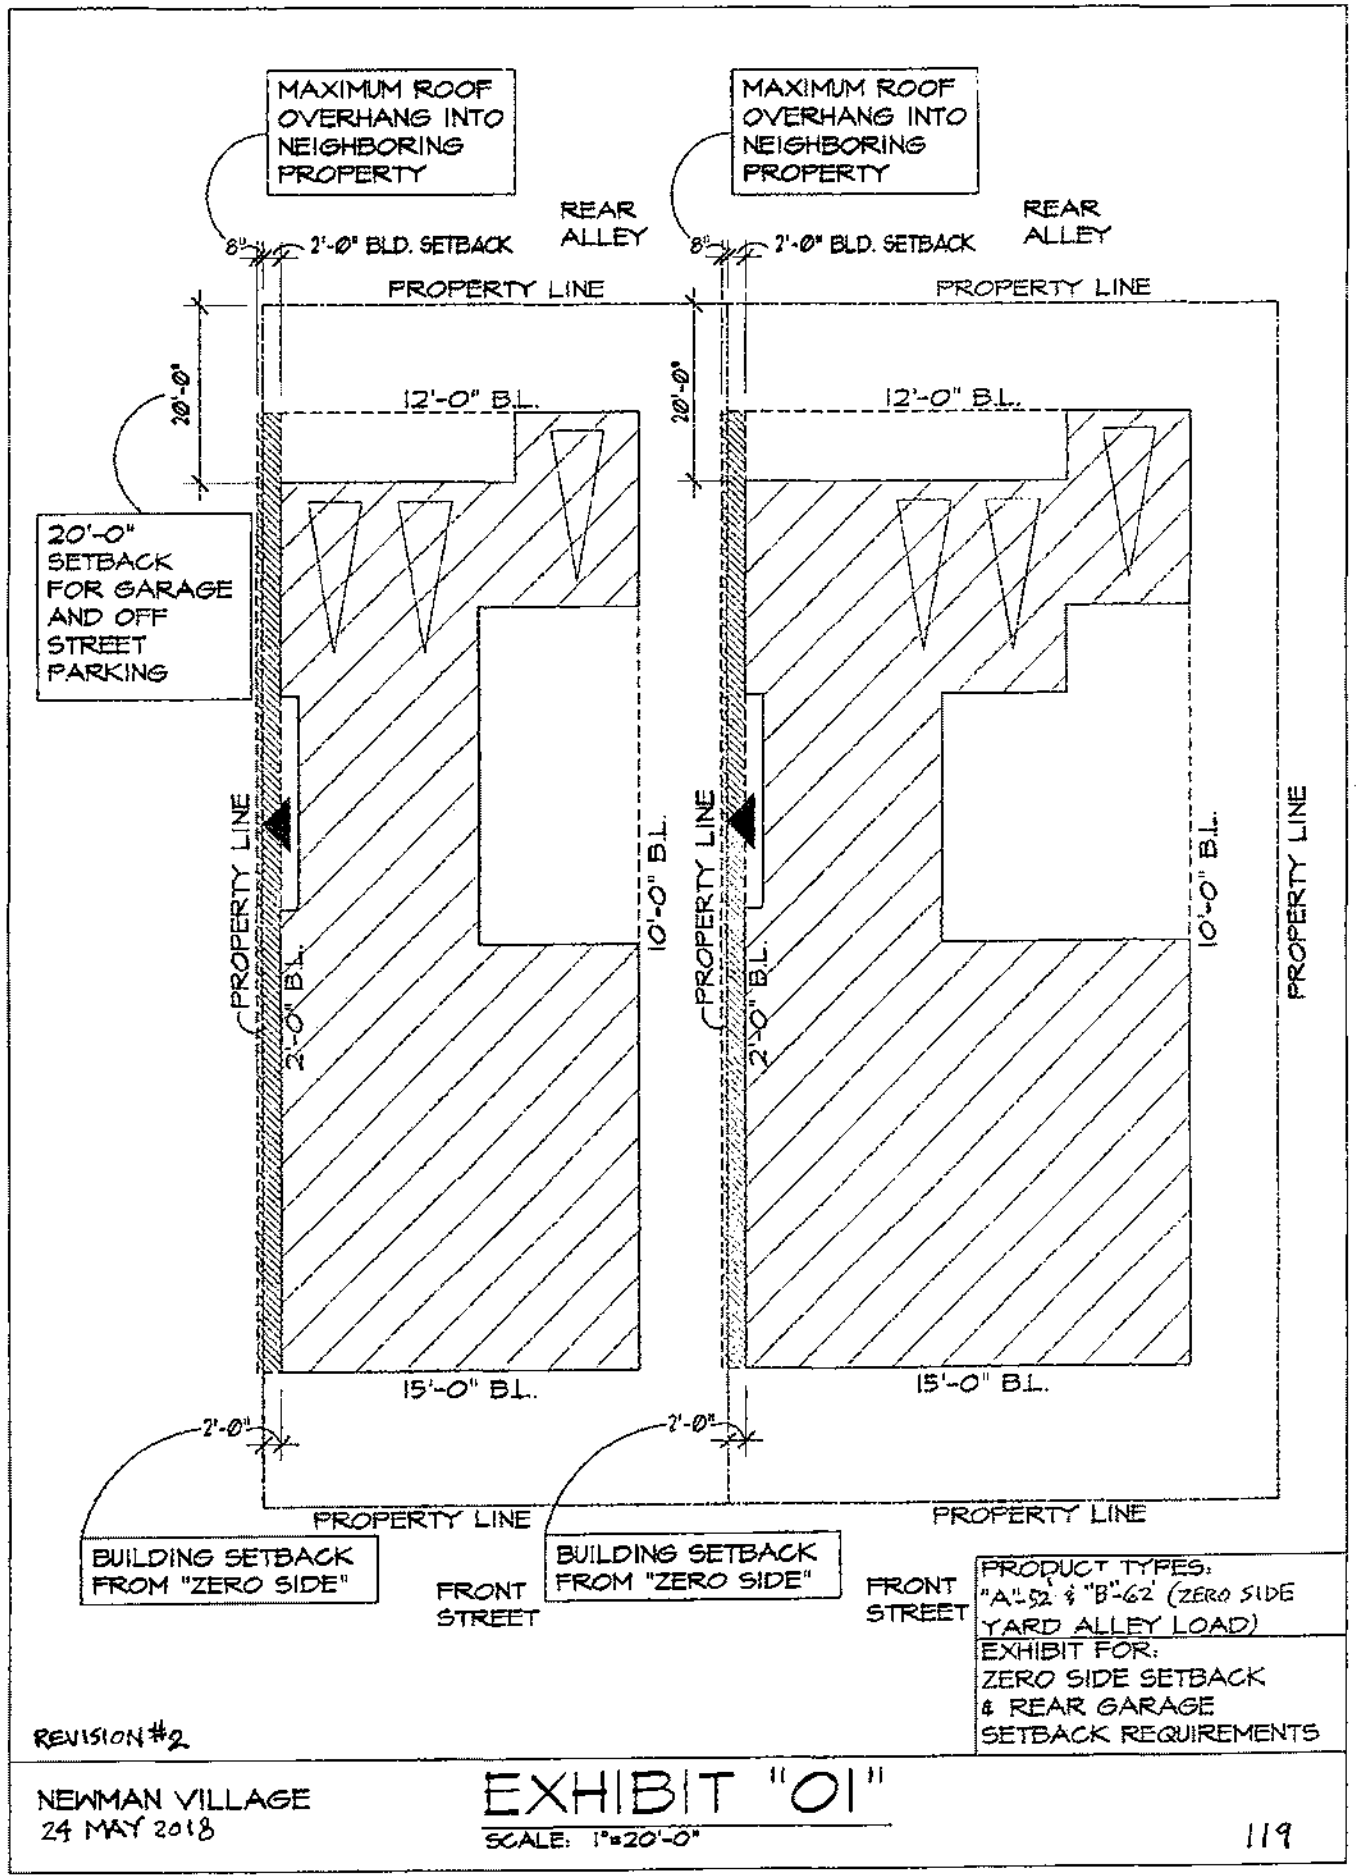 MAXIMUM ROOF
OVERHANG INTO
NEIGHBORING
PROPERTY
MAXIMUM ROOF
OVERHANG INTO
NEIGHBORING
PROPERTY
REAR
ALLEY
REAR
ALLEY
8" 2'-0" BLD. SETBACK
8" 2'-0" BLD. SETBACK
PROPERTY LINE
PROPERTY LINE
20'-0"
20'-0"
12'-0" B.L.
12'-0" B.L.
20'-0"
SETBACK
FOR GARAGE
AND OFF
STREET
PARKING
PROPERTY LINE
2'-0" B.L.
10'-0" B.L.
PROPERTY LINE
2'-0" B.L.
10'-0" B.L.
PROPERTY LINE
15'-0" B.L.
15'-0" B.L.
2'-0"
2'-0"
PROPERTY LINE
PROPERTY LINE
BUILDING SETBACK
FROM "ZERO SIDE"
FRONT
STREET
BUILDING SETBACK
FROM "ZERO SIDE"
FRONT
STREET
PRODUCT TYPES:
"A"-52' & "B"-62' (ZERO SIDE
YARD ALLEY LOAD)
EXHIBIT FOR:
ZERO SIDE SETBACK
& REAR GARAGE
SETBACK REQUIREMENTS
REVISION #2
NEWMAN VILLAGE
24 MAY 2018
EXHIBIT "O1"
SCALE: 1"=20'-0"
119